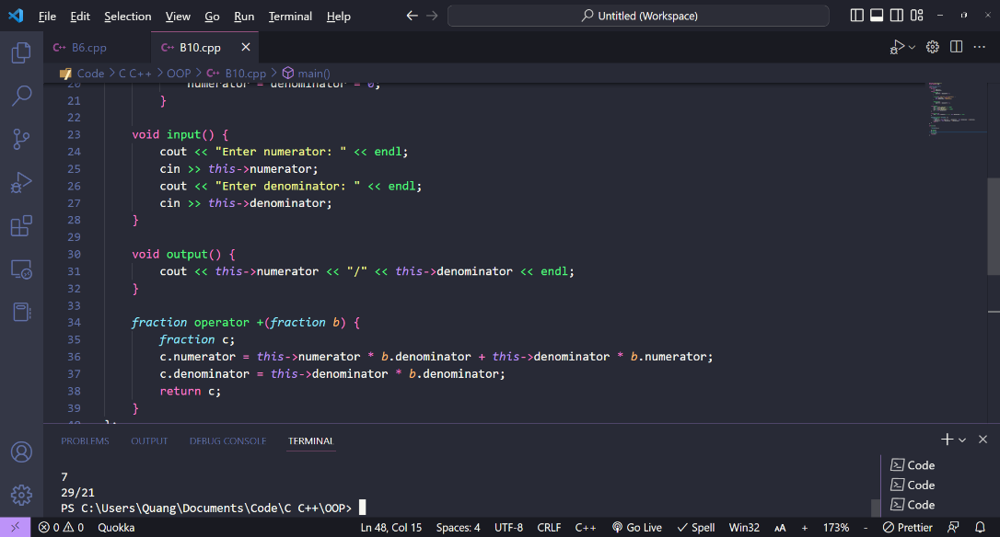 File Edit Selection View Go Run Terminal Help
Untitled (Workspace)
C++ B6.cpp
C++ B10.cpp
Code > C C++ > OOP > C++ B10.cpp > main()
20 numerator = denominator = 0;
21 }
22
23 void input() {
24 cout << "Enter numerator: " << endl;
25 cin >> this->numerator;
26 cout << "Enter denominator: " << endl;
27 cin >> this->denominator;
28 }
29
30 void output() {
31 cout << this->numerator << "/" << this->denominator << endl;
32 }
33
34 fraction operator +(fraction b) {
35 fraction c;
36 c.numerator = this->numerator * b.denominator + this->denominator * b.numerator;
37 c.denominator = this->denominator * b.denominator;
38 return c;
39 }
PROBLEMS OUTPUT DEBUG CONSOLE TERMINAL
7
29/21
PS C:\Users\Quang\Documents\Code\C C++\OOP>
Code
Code
Code
0 0 Quokka Ln 48, Col 15 Spaces: 4 UTF-8 CRLF C++ Go Live Spell Win32 AA + 173% - Prettier